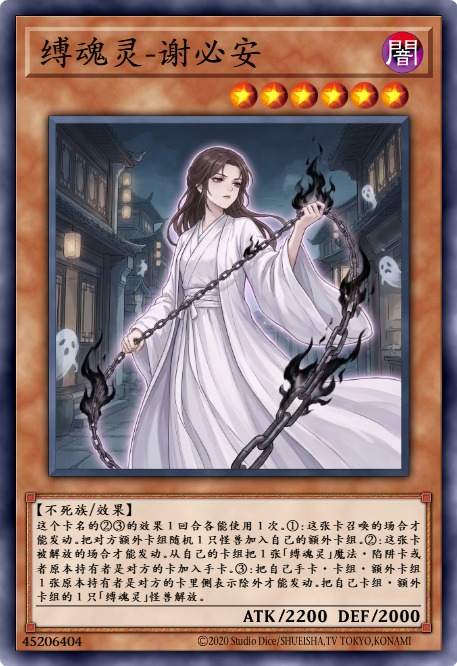 缚魂灵-谢必安
闇
【不死族/效果】
这个卡名的②③的效果1回合各能使用1次。①:这张卡召唤的场合才
能发动。把对方额外卡组随机1只怪兽加入自己的额外卡组。②:这张卡
被解放的场合才能发动。从自己的卡组把1张「缚魂灵」魔法·陷阱卡或
者原本持有者是对方的卡加入手卡。③:把自己手卡·卡组·额外卡组
1张原本持有者是对方的卡里侧表示除外才能发动。把自己卡组·额外
卡组的1只「缚魂灵」怪兽解放。
ATK/2200 DEF/2000
45206404
©2020 Studio Dice/SHUEISHA,TV TOKYO,KONAMI